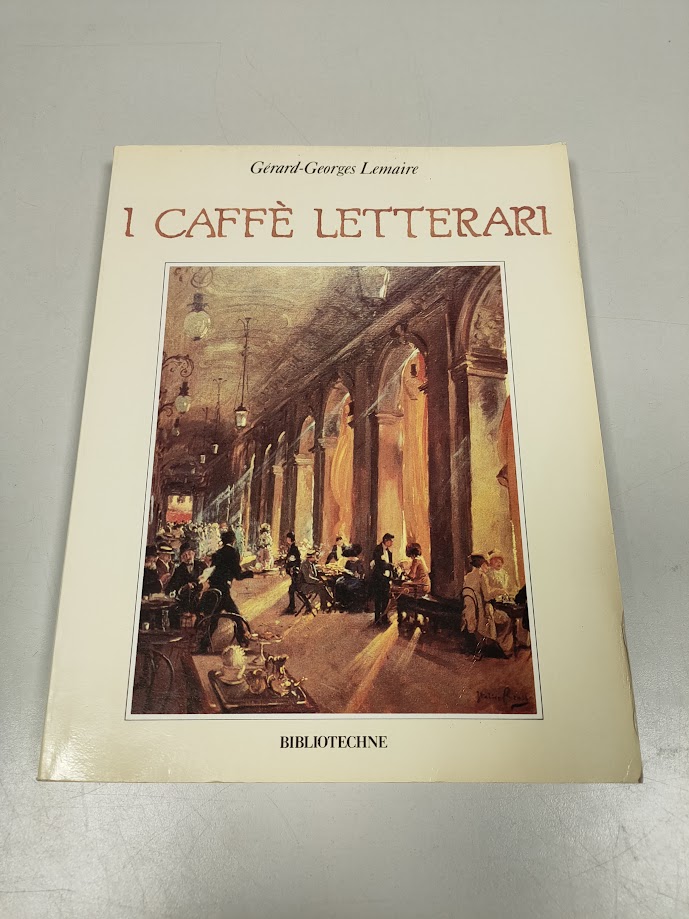 Gérard-Georges Lemaire
I CAFFÈ LETTERARI
BIBLIOTECHNE